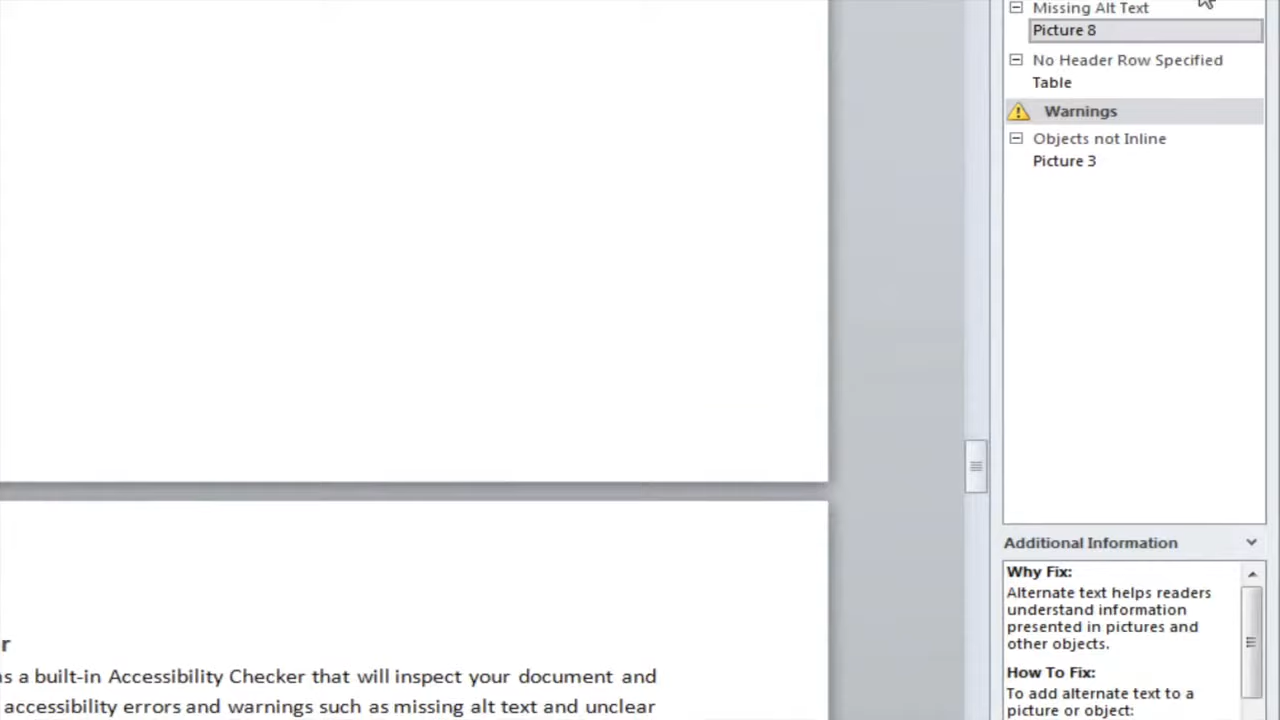 Missing Alt Text
Picture 8
No Header Row Specified
Table
Warnings
Objects not Inline
Picture 3
Additional Information
Why Fix:
Alternate text helps readers
understand information
presented in pictures and
other objects.
How To Fix:
To add alternate text to a
picture or object:
r
s a built-in Accessibility Checker that will inspect your document and
accessibility errors and warnings such as missing alt text and unclear